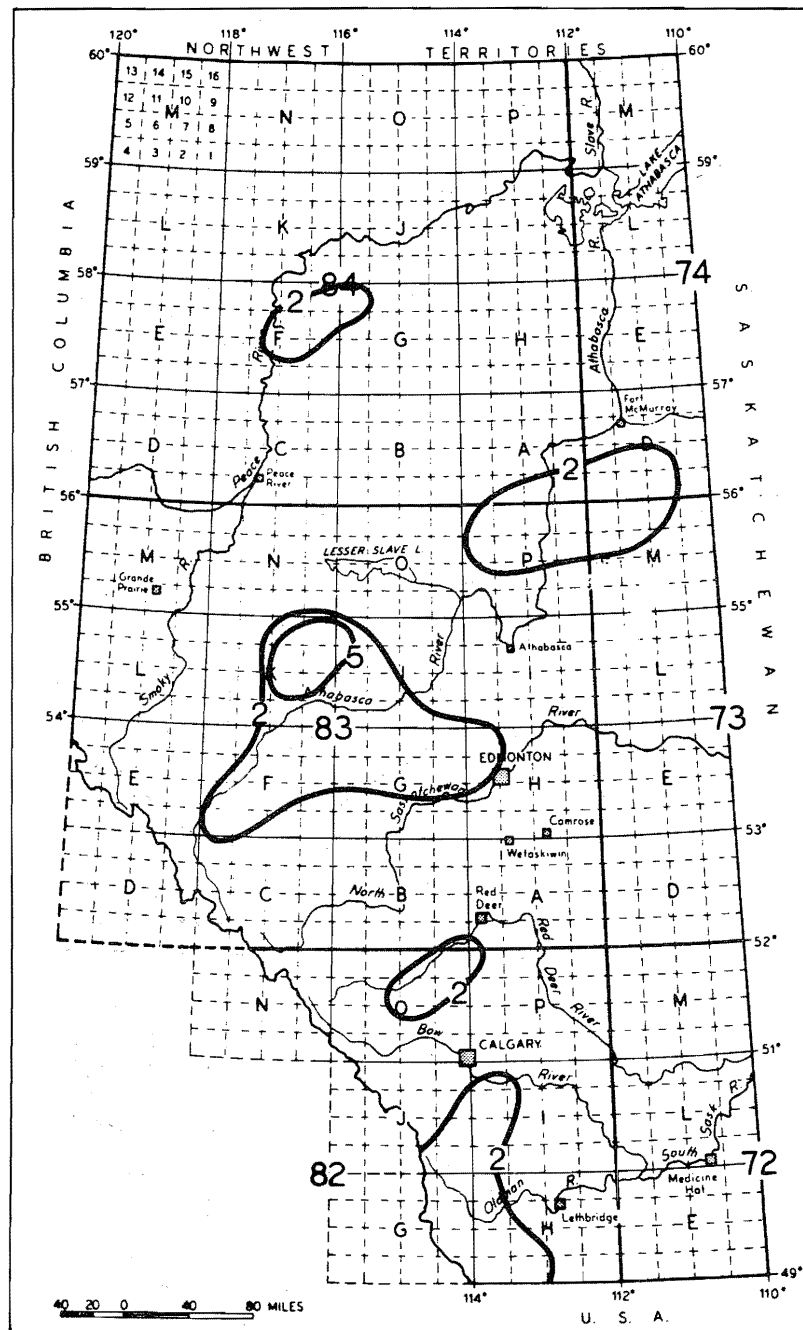 120° 118° 116° 114° 112° 110°
NORTHWEST TERRITORIES
60° 60°
13 14 15 16
12 11 10 9
5 6 7 8
4 3 2 1
M N O P M
Slave R.
59° 59°
LAKE ATHABASCA
L K J I L
R.
58° 84 74
2
BRITISH COLUMBIA
SASKATCHEWAN
E F G H E
R.
Athabasca
57° 57°
Fort McMurray
D C B A D
2
Peace
Peace River
56° 56°
LESSER SLAVE L
M N O P M
R.
Grande Prairie
55° 55°
Athabasca
5
L K L
Smoky
Athabasca River
54° 2 83 73
River
EDMONTON
E F G H E
Saskatchewan
Camrose
53° 53°
Wetaskiwin
D C B A D
North
Red Deer
52° 52°
Red Deer River
N O 2 P M
Bow
CALGARY
51° 51°
River
J L
Sask R.
2
South
82 72
Medicine Hat
Oldman R.
Lethbridge
G H E
49° 49°
40 20 0 40 80 MILES
114° 112° 110°
U. S. A.